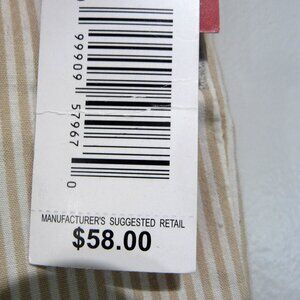 99909
57967
0
MANUFACTURER'S SUGGESTED RETAIL
$58.00